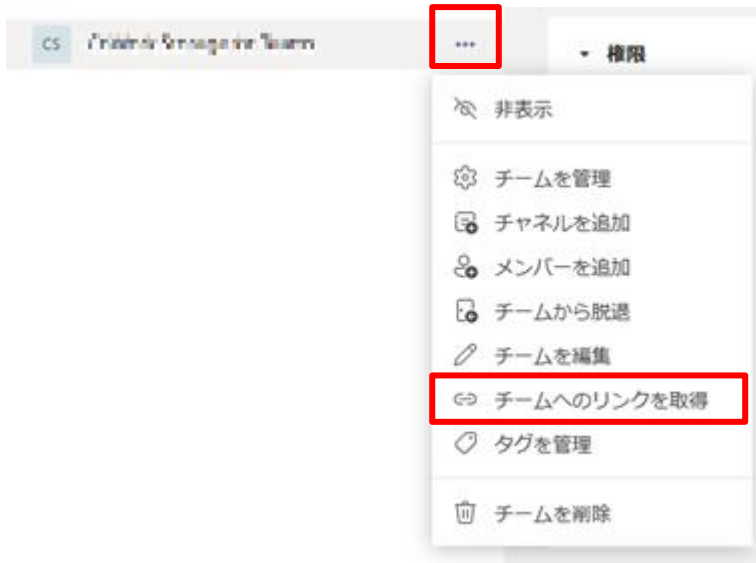 CS
...
権限
非表示
チームを管理
チャネルを追加
メンバーを追加
チームから脱退
チームを編集
チームへのリンクを取得
タグを管理
チームを削除